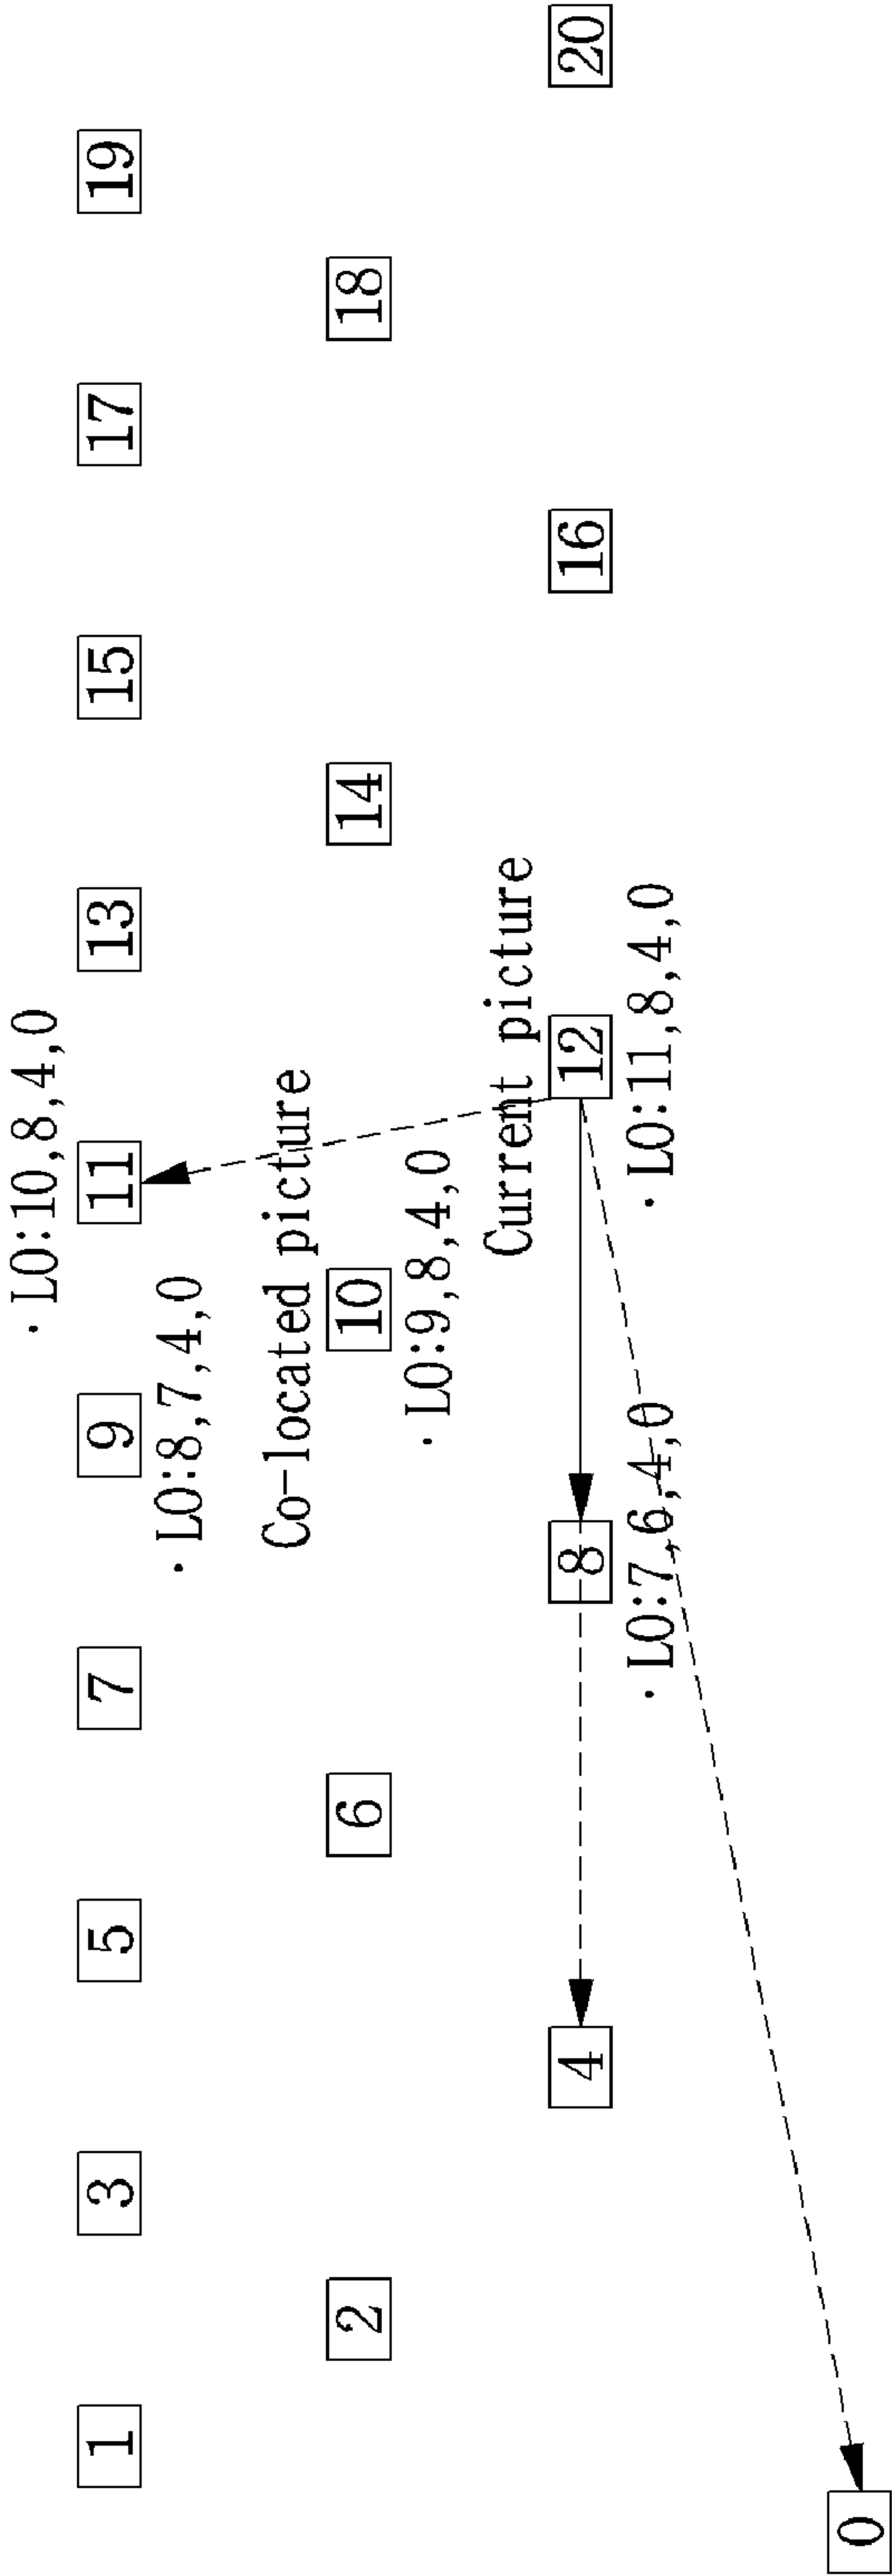 · L0:10,8,4,0
1 3 5 7 9 11 13 15 17 19
· L0:8,7,4,0
Co-located picture
2 6 10 14 18
· L0:9,8,4,0
Current picture
4 8 12 16 20
· L0:7,6,4,0
· L0:11,8,4,0
0